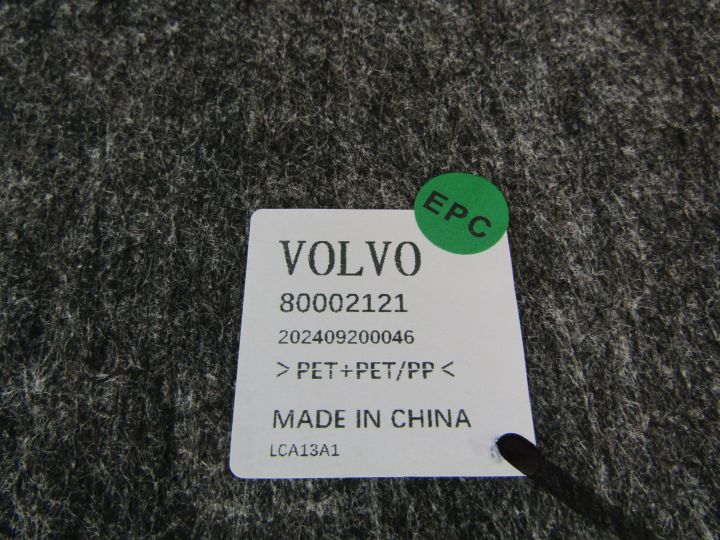 EPC
VOLVO
80002121
202409200046
>PET+PET/PP<
MADE IN CHINA
LCA13A1